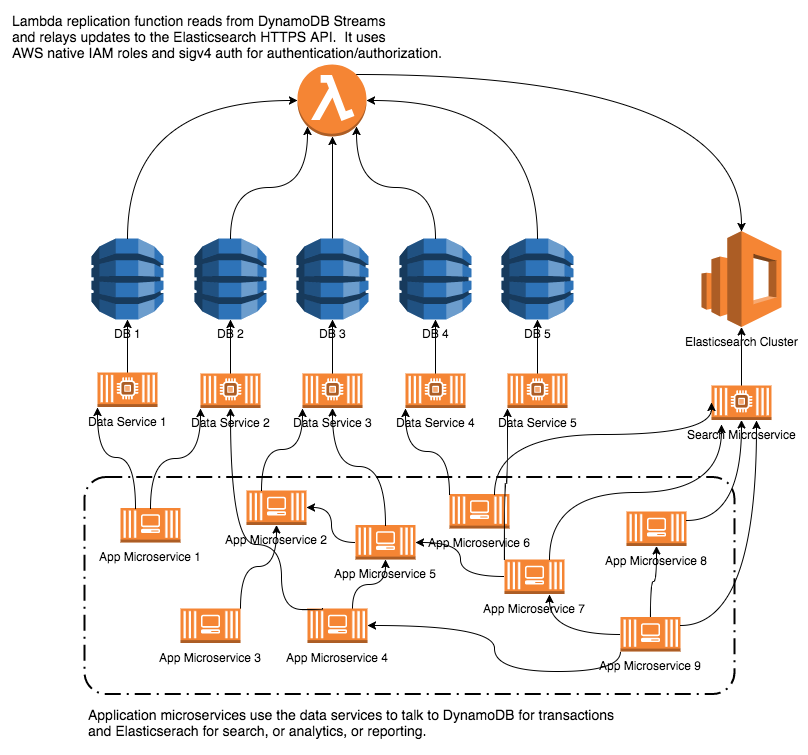 Lambda replication function reads from DynamoDB Streams
and relays updates to the Elasticsearch HTTPS API. It uses
AWS native IAM roles and sigv4 auth for authentication/authorization.
λ
DB 1
DB 2
DB 3
DB 4
DB 5
Elasticsearch Cluster
Data Service 1
Data Service 2
Data Service 3
Data Service 4
Data Service 5
Search Microservice
App Microservice 1
App Microservice 2
App Microservice 5
App Microservice 6
App Microservice 7
App Microservice 8
App Microservice 3
App Microservice 4
App Microservice 9
Application microservices use the data services to talk to DynamoDB for transactions
and Elasticserach for search, or analytics, or reporting.